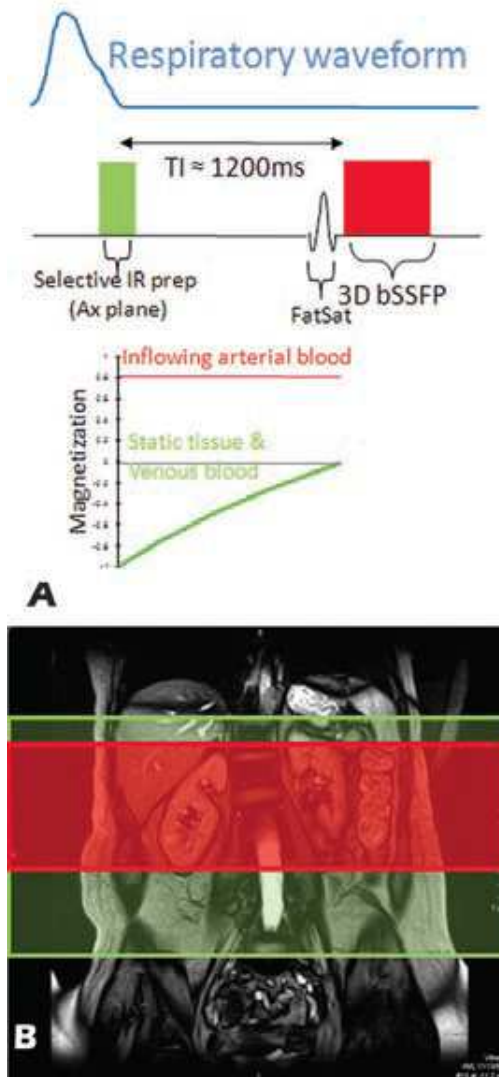 Respiratory waveform
TI ≈ 1200ms
Selective IR prep
(Ax plane)
FatSat
3D bSSFP
Inflowing arterial blood
Static tissue &
Venous blood
Magnetization
A
B